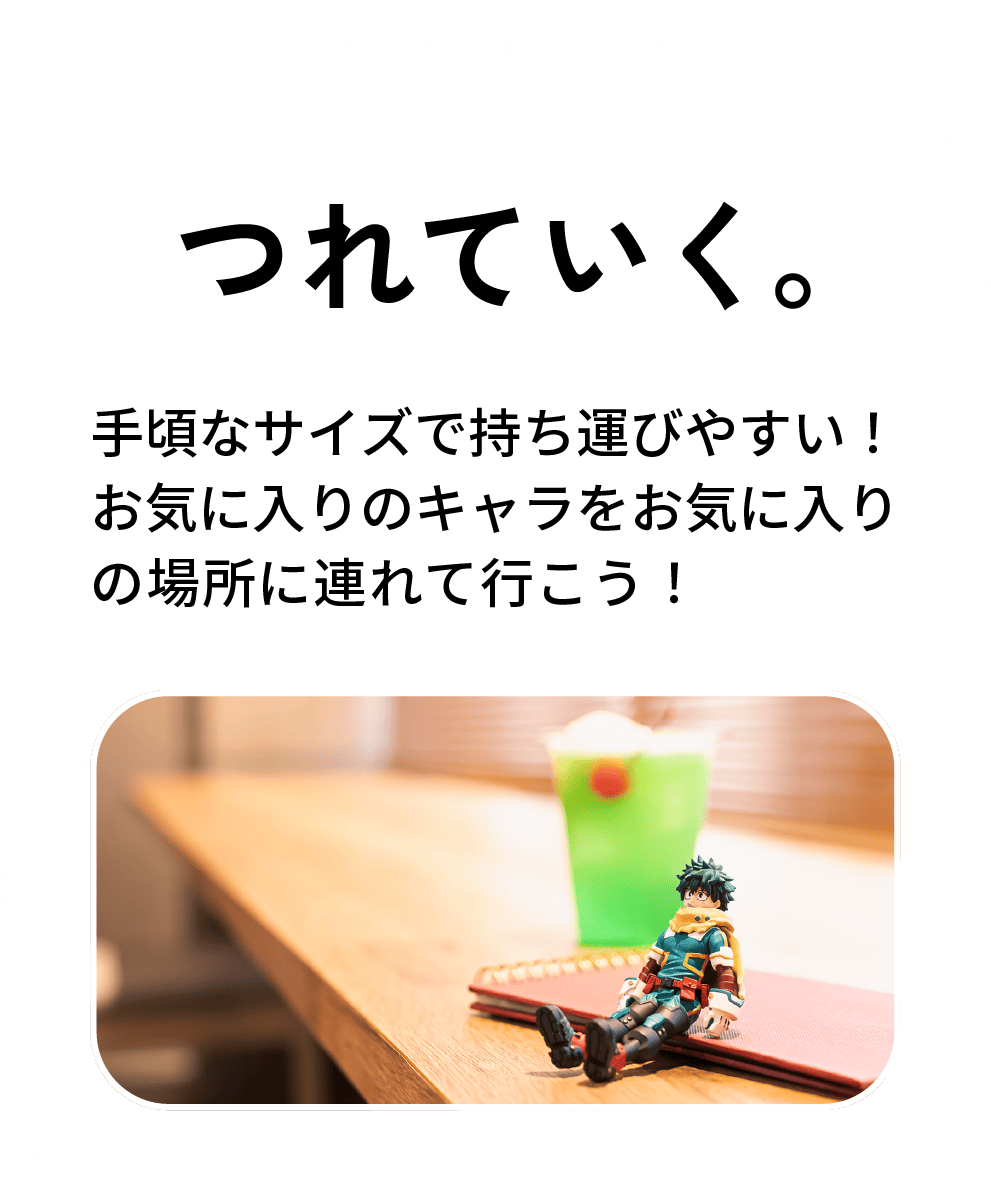 つれていく。
手頃なサイズで持ち運びやすい！
お気に入りのキャラをお気に入り
の場所に連れて行こう！